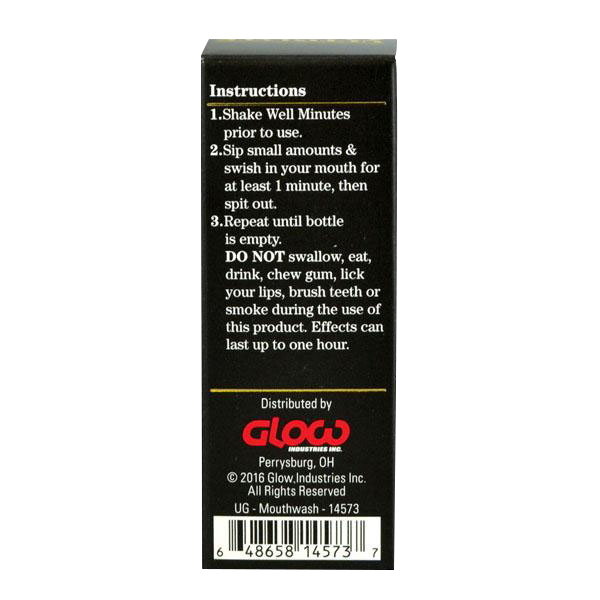 Instructions
1.Shake Well Minutes
prior to use.
2.Sip small amounts &
swish in your mouth for
at least 1 minute, then
spit out.
3.Repeat until bottle
is empty.
DO NOT swallow, eat,
drink, chew gum, lick
your lips, brush teeth or
smoke during the use of
this product. Effects can
last up to one hour.
Distributed by
GLOW
INDUSTRIES INC.
Perrysburg, OH
© 2016 Glow,Industries Inc.
All Rights Reserved
UG - Mouthwash - 14573
6 48658 14573 7